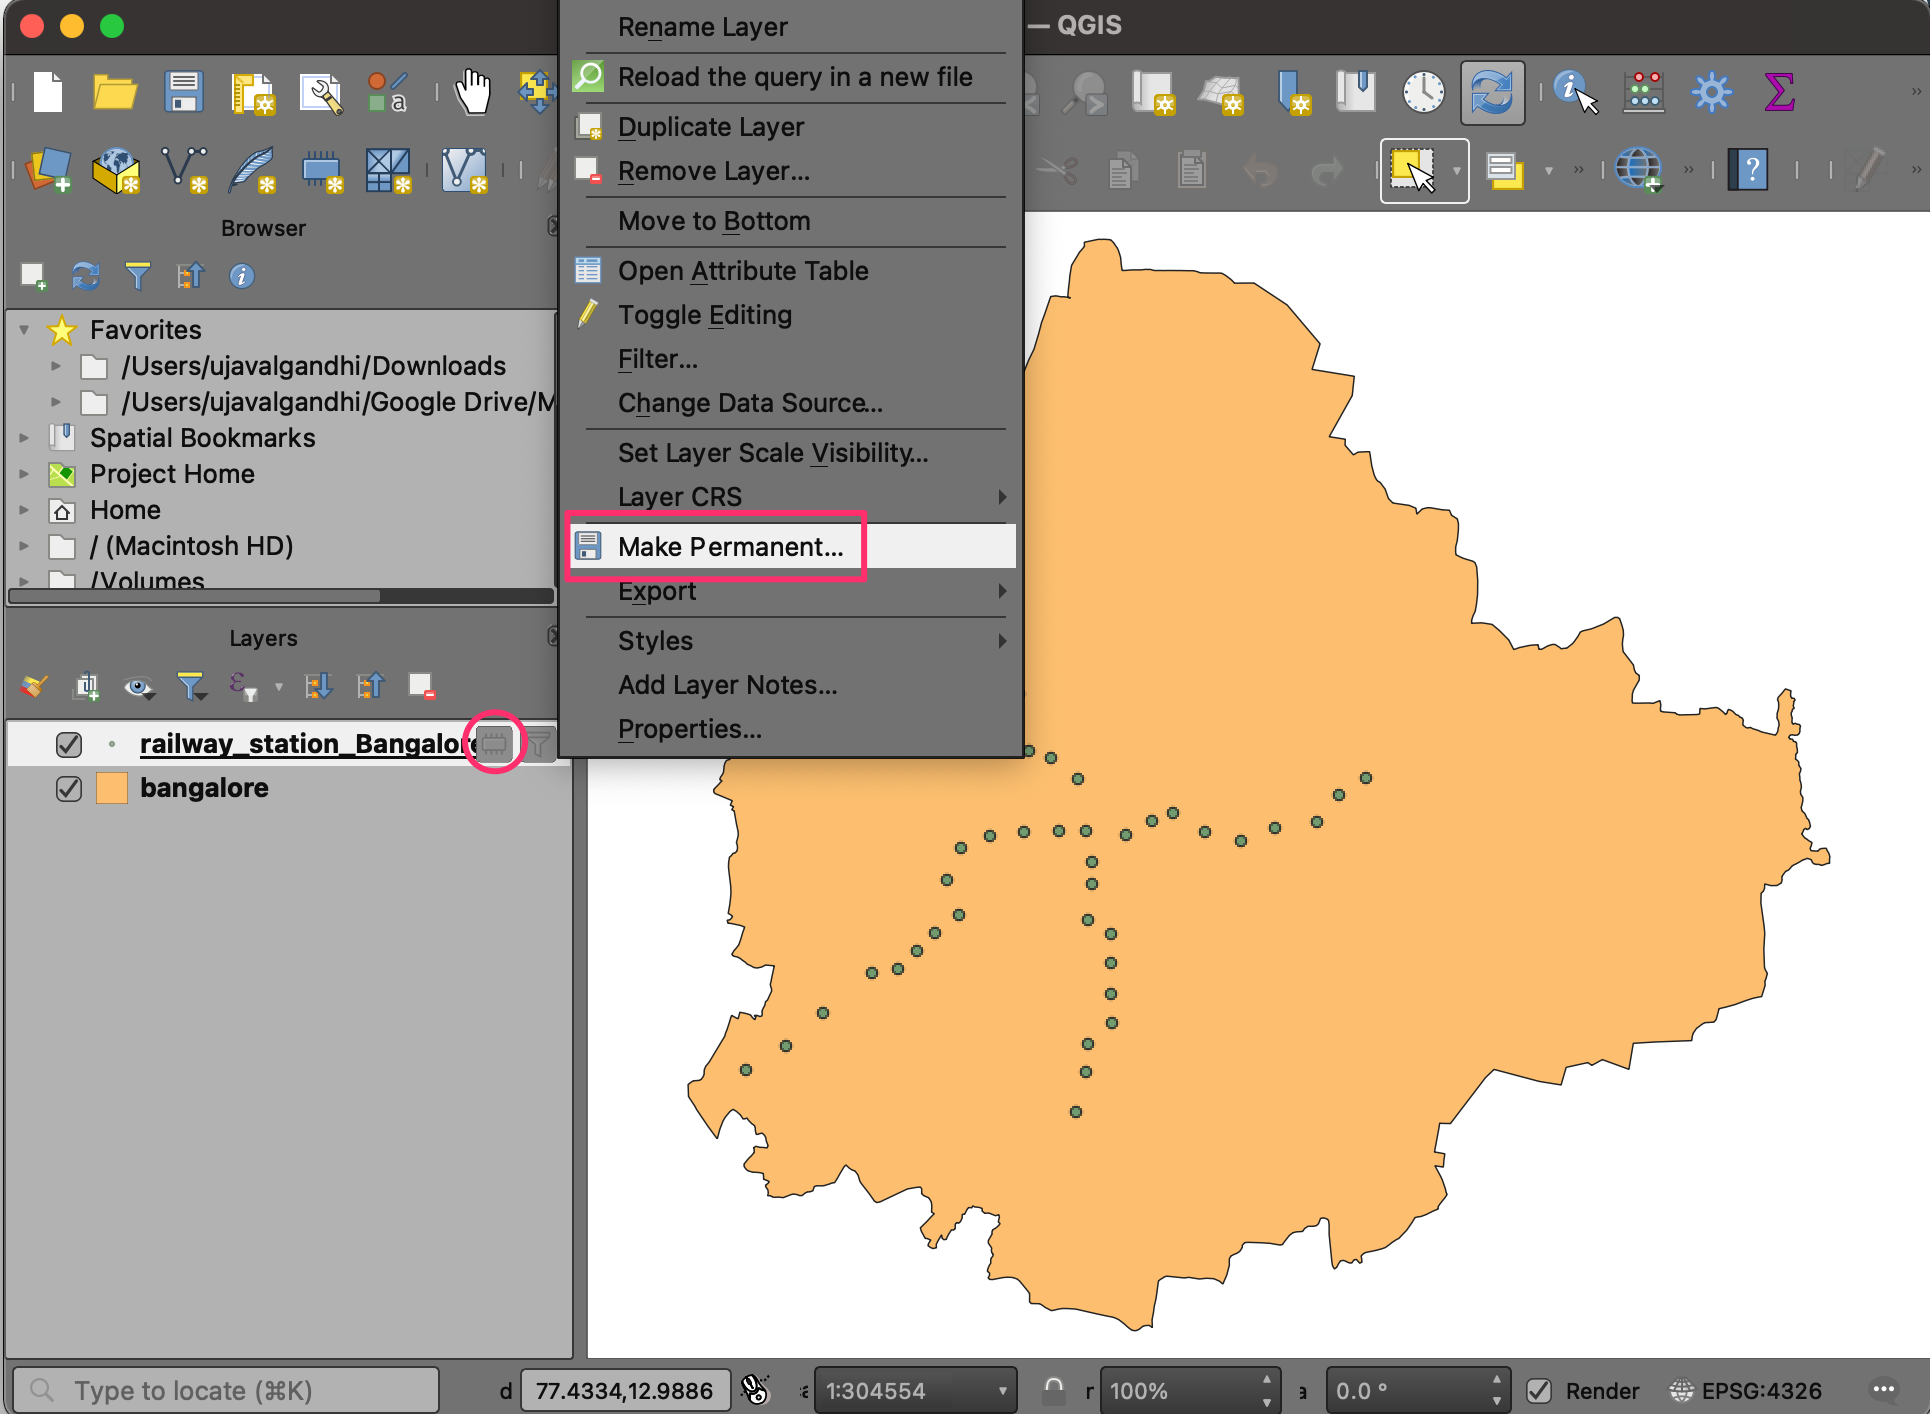 — QGIS
Rename Layer
Reload the query in a new file
Duplicate Layer
Remove Layer...
Move to Bottom
Open Attribute Table
Toggle Editing
Filter...
Change Data Source...
Set Layer Scale Visibility...
Layer CRS
Make Permanent...
Export
Styles
Add Layer Notes...
Properties...
Browser
Favorites
/Users/ujavalgandhi/Downloads
/Users/ujavalgandhi/Google Drive/M
Spatial Bookmarks
Project Home
Home
/ (Macintosh HD)
/Volumes
Layers
railway_station_Bangalore
bangalore
Type to locate (⌘K)
d
77.4334,12.9886
1:304554
r
100%
a
0.0 °
Render
EPSG:4326